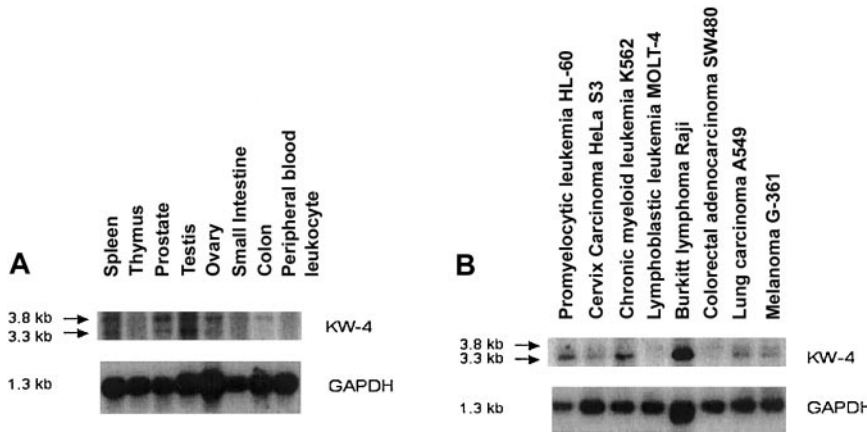 A
Spleen
Thymus
Prostate
Testis
Ovary
Small Intestine
Colon
Peripheral blood
leukocyte
3.8 kb
3.3 kb
KW-4
1.3 kb
GAPDH
B
Promyelocytic leukemia HL-60
Cervix Carcinoma HeLa S3
Chronic myeloid leukemia K562
Lymphoblastic leukemia MOLT-4
Burkitt lymphoma Raji
Colorectal adenocarcinoma SW480
Lung carcinoma A549
Melanoma G-361
3.8 kb
3.3 kb
KW-4
1.3 kb
GAPDH